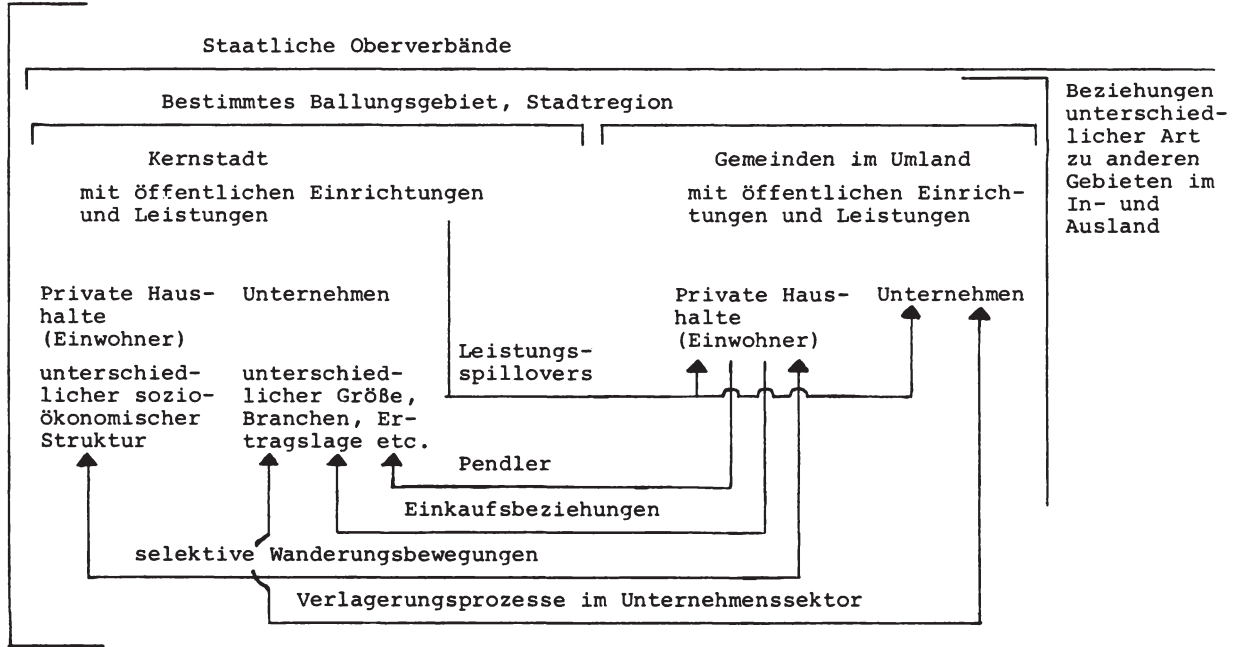 Staatliche Oberverbände
Bestimmtes Ballungsgebiet, Stadtregion
Beziehungen
unterschied-
licher Art
zu anderen
Gebieten im
In- und
Ausland
Kernstadt
mit öffentlichen Einrichtungen
und Leistungen
Gemeinden im Umland
mit öffentlichen Einrich-
tungen und Leistungen
Private Haus-
halte
(Einwohner)
unterschied-
licher sozio-
ökonomischer
Struktur
Unternehmen
unterschied-
licher Größe,
Branchen, Er-
tragslage etc.
Private Haus-
halte
(Einwohner)
Unternehmen
Leistungs-
spillovers
Pendler
Einkaufsbeziehungen
selektive Wanderungsbewegungen
Verlagerungsprozesse im Unternehmenssektor